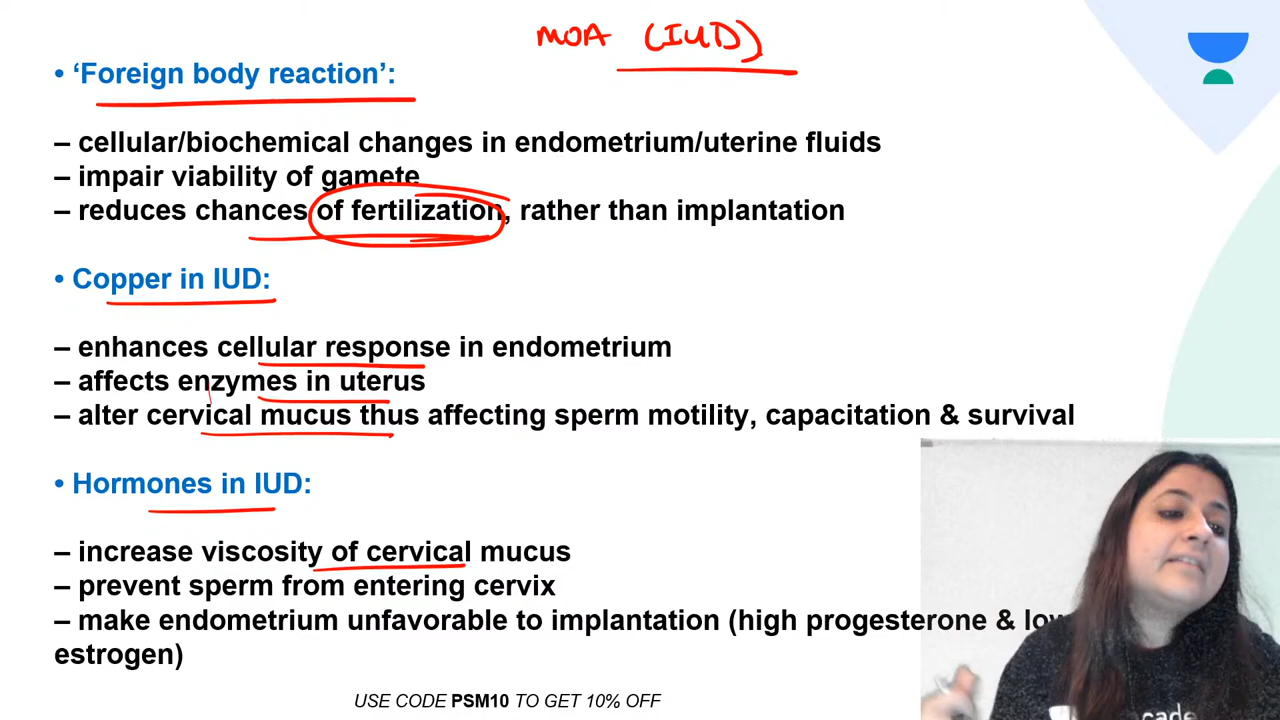 MOA (IUD)
• ‘Foreign body reaction’:
– cellular/biochemical changes in endometrium/uterine fluids
– impair viability of gamete
– reduces chances of fertilization, rather than implantation
• Copper in IUD:
– enhances cellular response in endometrium
– affects enzymes in uterus
– alter cervical mucus thus affecting sperm motility, capacitation & survival
• Hormones in IUD:
– increase viscosity of cervical mucus
– prevent sperm from entering cervix
– make endometrium unfavorable to implantation (high progesterone & low
estrogen)
USE CODE PSM10 TO GET 10% OFF